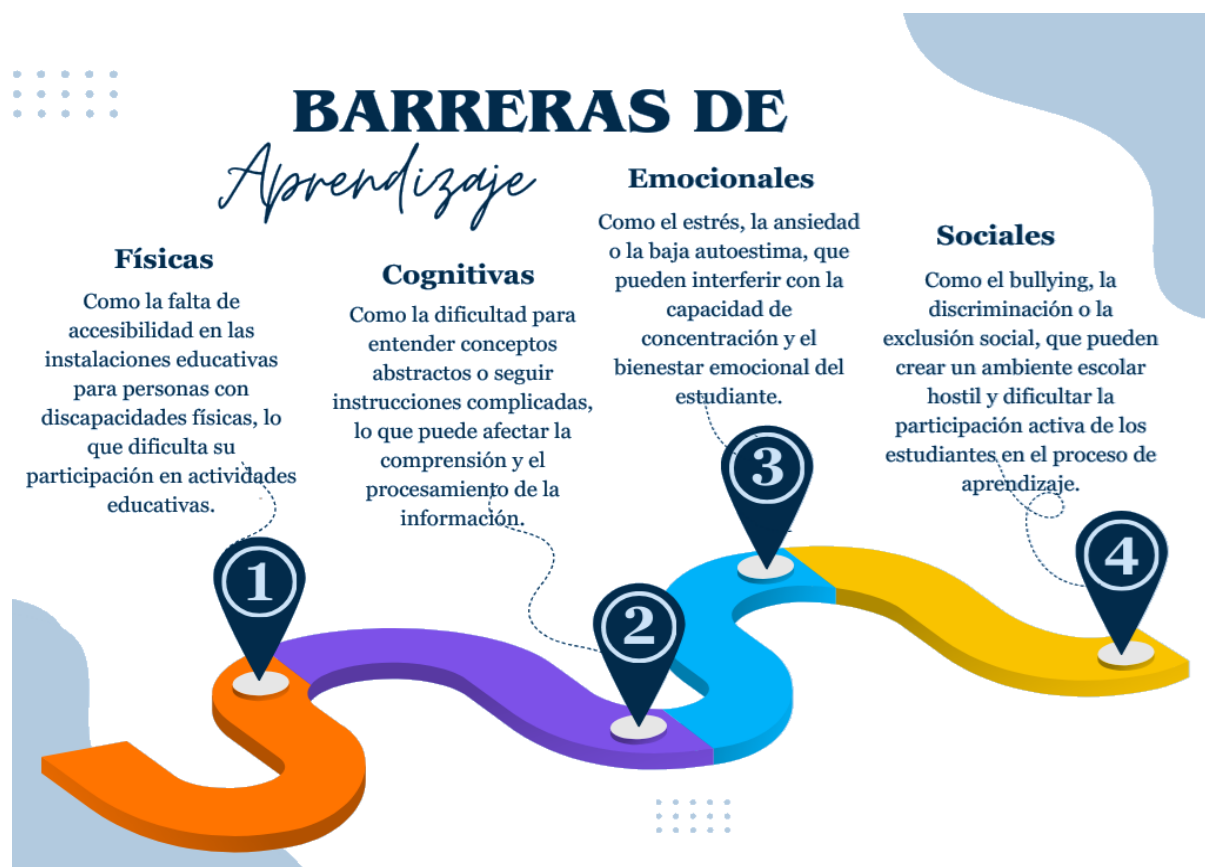 BARRERAS DE
Aprendizaje
Físicas
Como la falta de
accesibilidad en las
instalaciones educativas
para personas con
discapacidades físicas, lo
que dificulta su
participación en actividades
educativas.
Cognitivas
Como la dificultad para
entender conceptos
abstractos o seguir
instrucciones complicadas,
lo que puede afectar la
comprensión y el
procesamiento de la
información.
Emocionales
Como el estrés, la ansiedad
o la baja autoestima, que
pueden interferir con la
capacidad de
concentración y el
bienestar emocional del
estudiante.
Sociales
Como el bullying, la
discriminación o la
exclusión social, que pueden
crear un ambiente escolar
hostil y dificultar la
participación activa de los
estudiantes en el proceso de
aprendizaje.
1
2
3
4